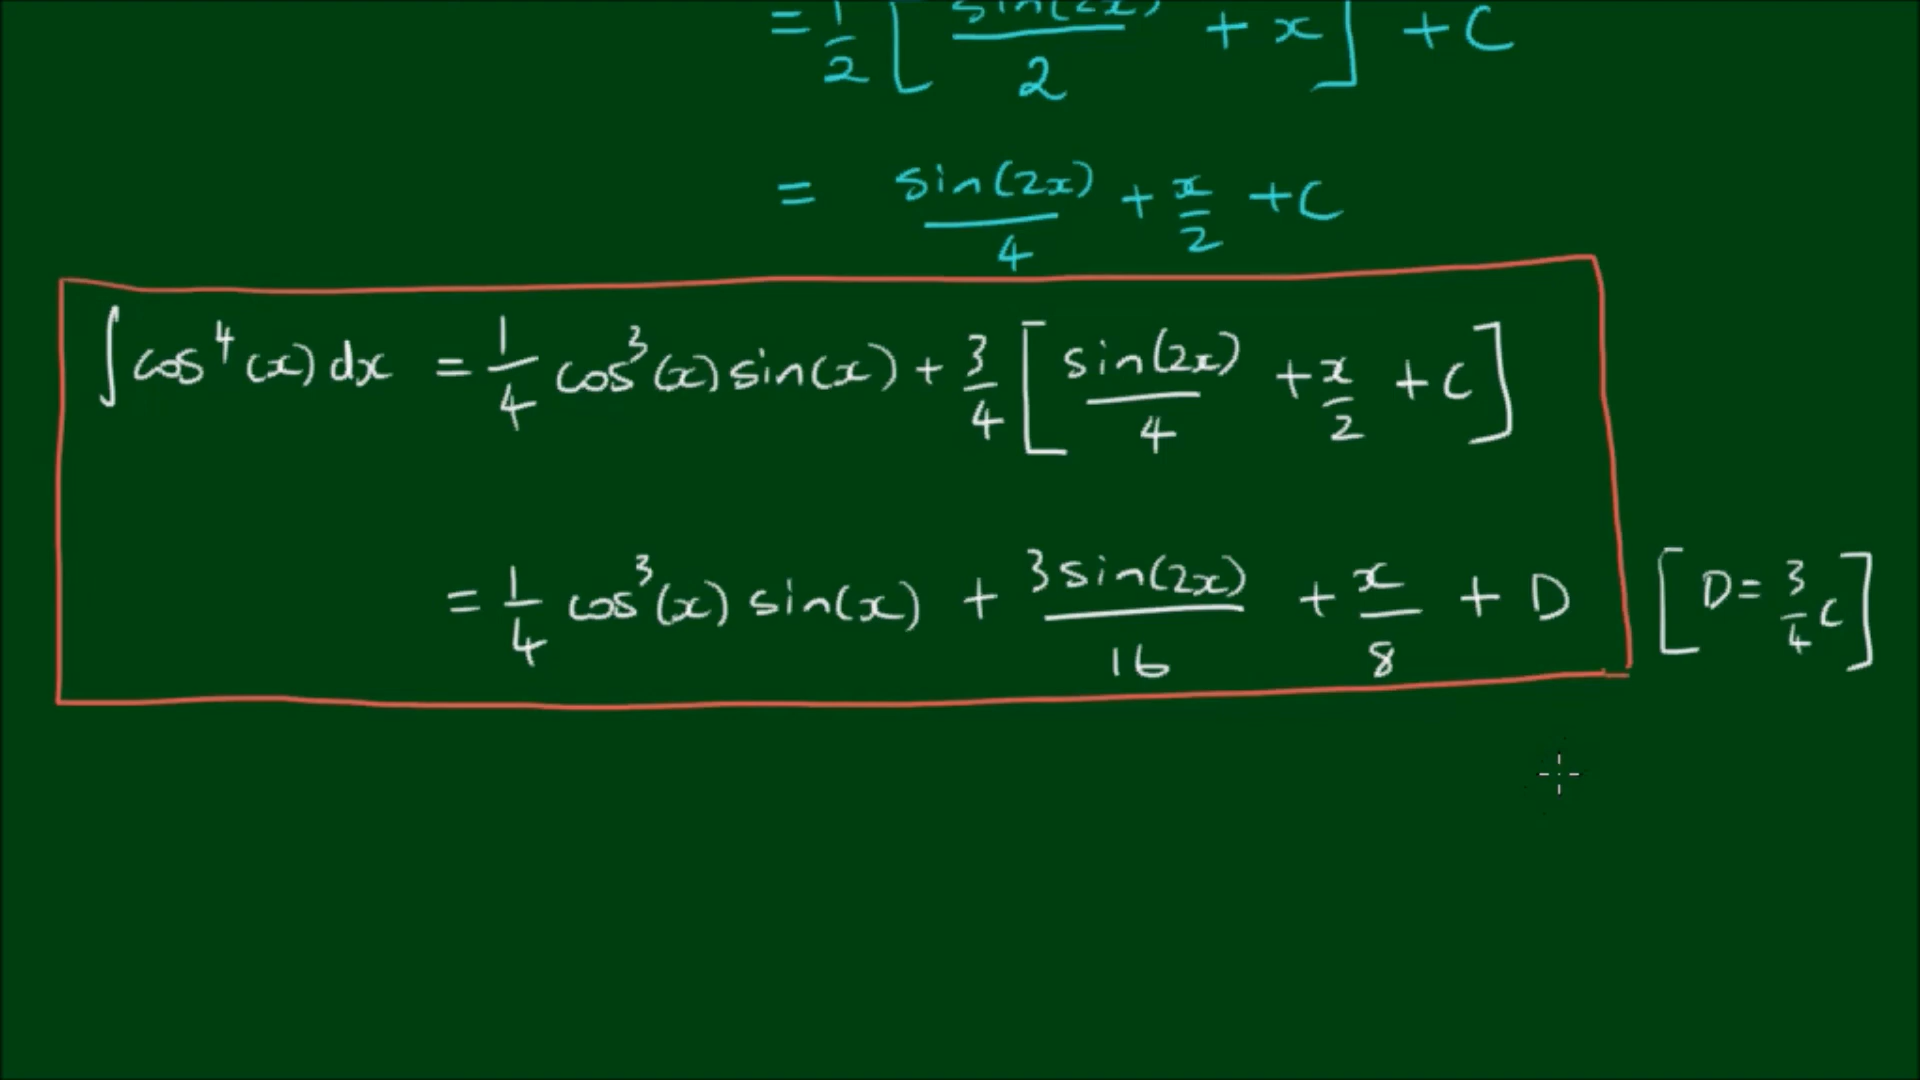 = 1/2 [ sin(2x)/2 + x ] + C
= sin(2x)/4 + x/2 + C
∫ cos⁴(x) dx = 1/4 cos³(x) sin(x) + 3/4 [ sin(2x)/4 + x/2 + C ]
= 1/4 cos³(x) sin(x) + 3sin(2x)/16 + x/8 + D [ D = 3/4 C ]